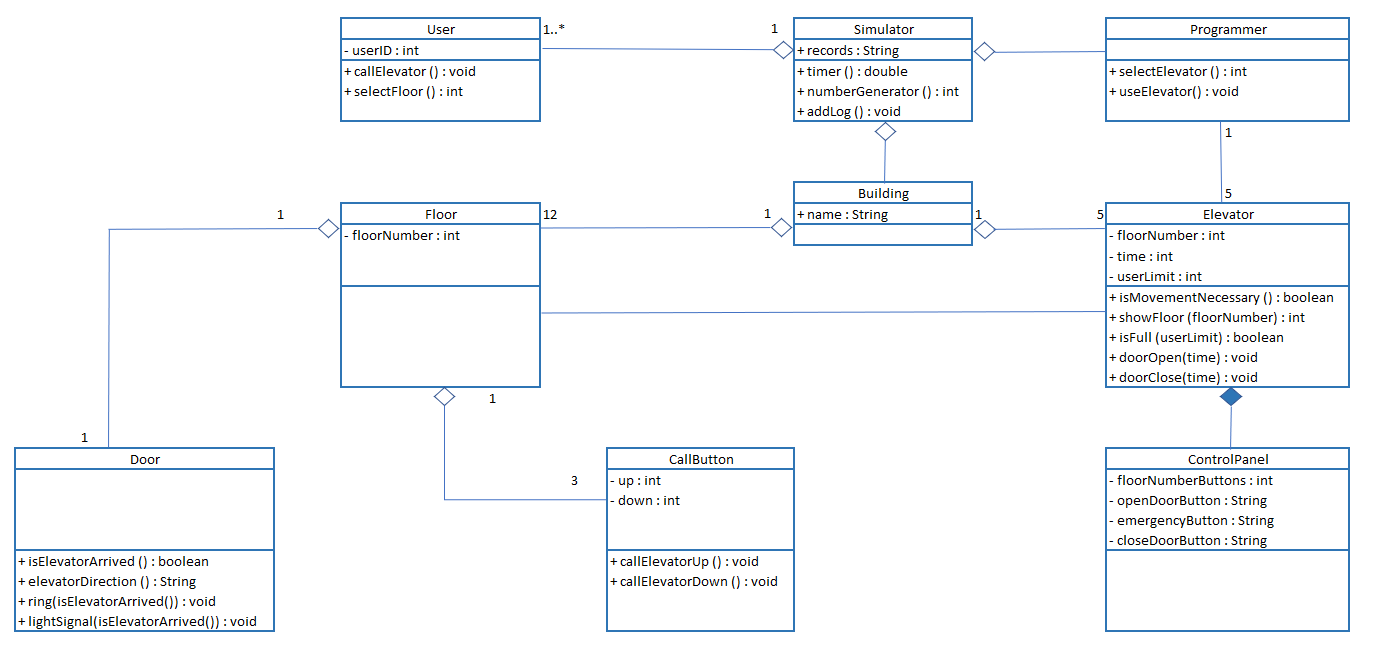 User
- userID : int
+ callElevator () : void
+ selectFloor () : int
1..*
1
Simulator
+ records : String
+ timer () : double
+ numberGenerator () : int
+ addLog () : void
Programmer
+ selectElevator () : int
+ useElevator() : void
1
5
Building
+ name : String
1
12
1
5
1
Floor
- floorNumber : int
Elevator
- floorNumber : int
- time : int
- userLimit : int
+ isMovementNecessary () : boolean
+ showFloor (floorNumber) : int
+ isFull (userLimit) : boolean
+ doorOpen(time) : void
+ doorClose(time) : void
1
1
3
Door
+ isElevatorArrived () : boolean
+ elevatorDirection () : String
+ ring(isElevatorArrived()) : void
+ lightSignal(isElevatorArrived()) : void
CallButton
- up : int
- down : int
+ callElevatorUp () : void
+ callElevatorDown () : void
ControlPanel
- floorNumberButtons : int
- openDoorButton : String
- emergencyButton : String
- closeDoorButton : String